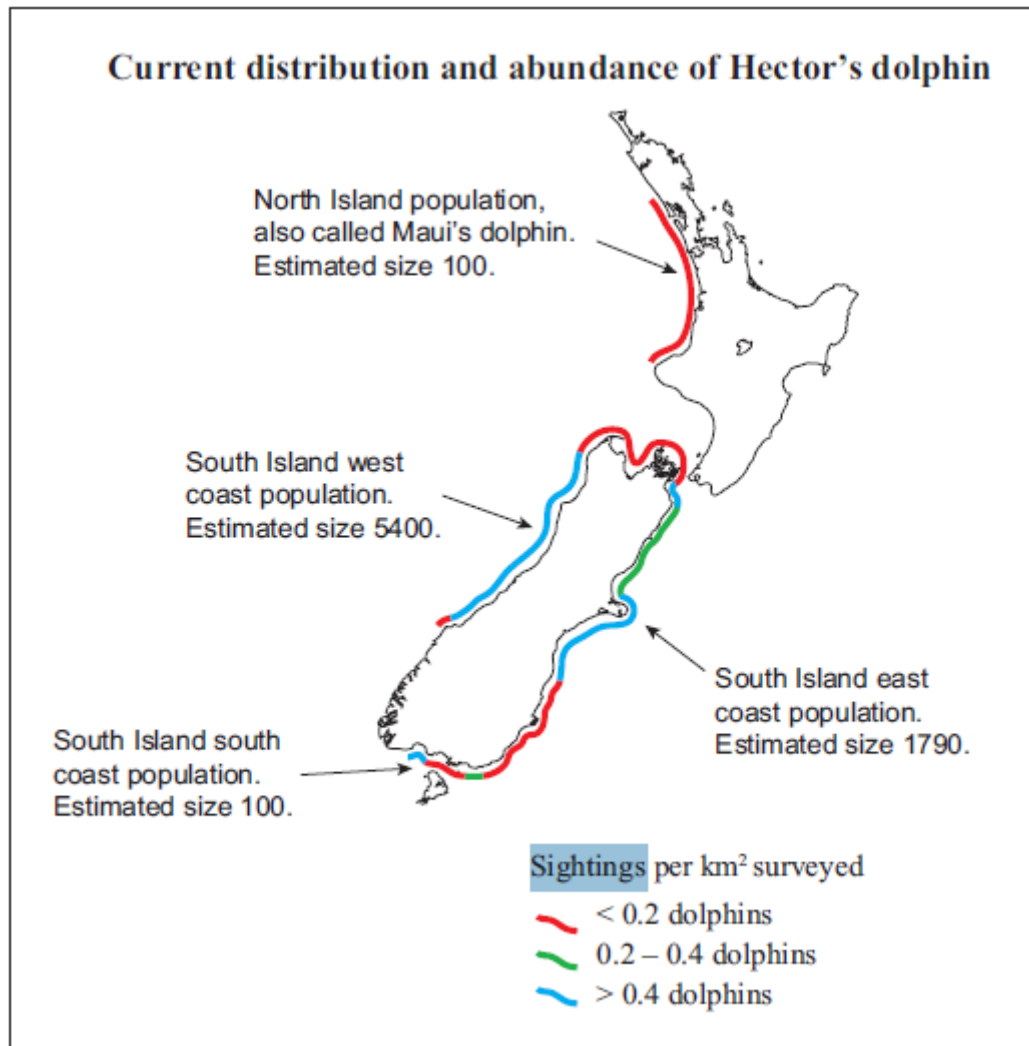 Current distribution and abundance of Hector's dolphin
North Island population,
also called Maui's dolphin.
Estimated size 100.
South Island west
coast population.
Estimated size 5400.
South Island east
coast population.
Estimated size 1790.
South Island south
coast population.
Estimated size 100.
Sightings per km² surveyed
< 0.2 dolphins
0.2 – 0.4 dolphins
> 0.4 dolphins